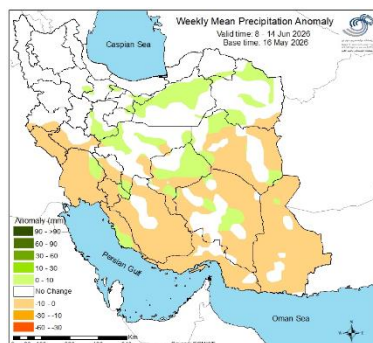 Weekly Mean Precipitation Anomaly
Valid time: 8 - 14 Jun 2026
Base time: 16 May 2026
Caspian Sea
Anomaly (mm)
90 - >90
60 - 90
30 - 60
10 - 30
0 - 10
No Change
-10 - 0
-30 - -10
-60 - -30
Persian Gulf
Oman Sea
Km